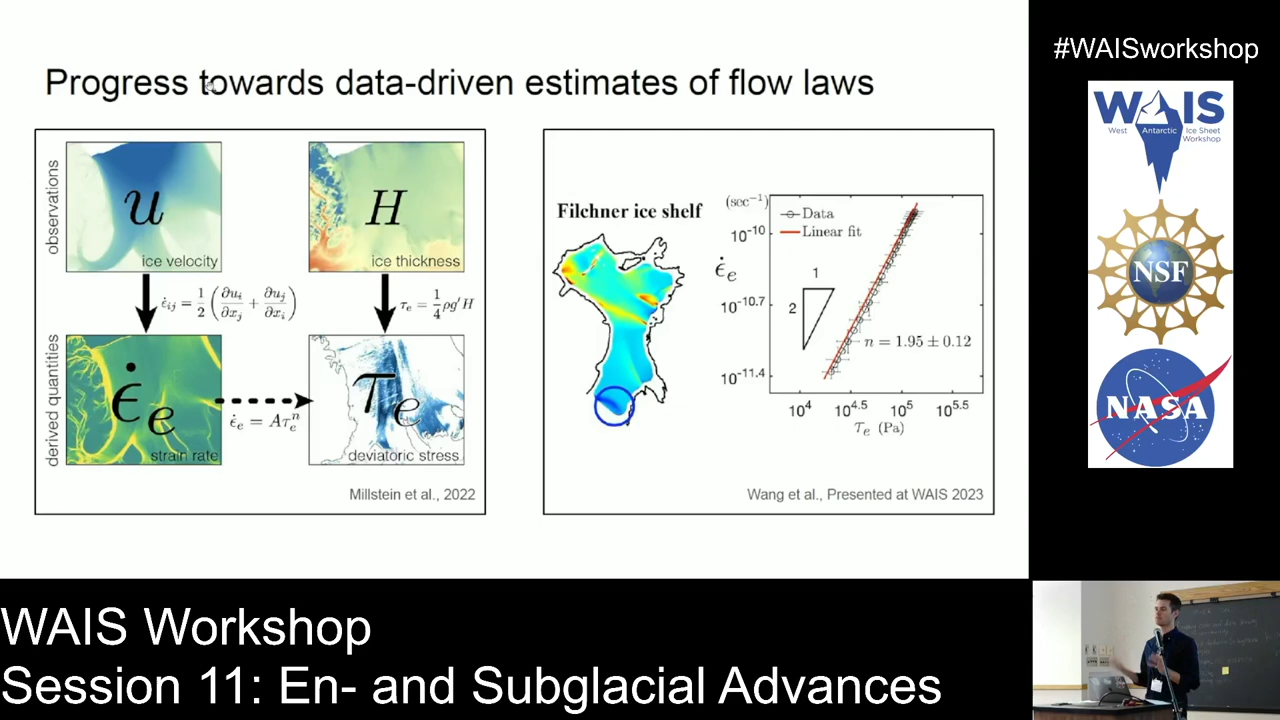 Progress towards data-driven estimates of flow laws
observations
u
ice velocity
H
ice thickness
ε̇ij = 1/2 (∂ui/∂xj + ∂uj/∂xi)
τe = 1/4 ρg′H
derived quantities
ε̇e
strain rate
ε̇e = Aτe^n
τe
deviatoric stress
Millstein et al., 2022
Filchner ice shelf
(sec⁻¹)
Data
Linear fit
10^-10
ε̇e
1
2
10^-10.7
n = 1.95 ± 0.12
10^-11.4
10^4
10^4.5
10^5
10^5.5
τe (Pa)
Wang et al., Presented at WAIS 2023
#WAISworkshop
WAIS
West Antarctic Ice Sheet
Workshop
NSF
NASA
WAIS Workshop
Session 11: En- and Subglacial Advances